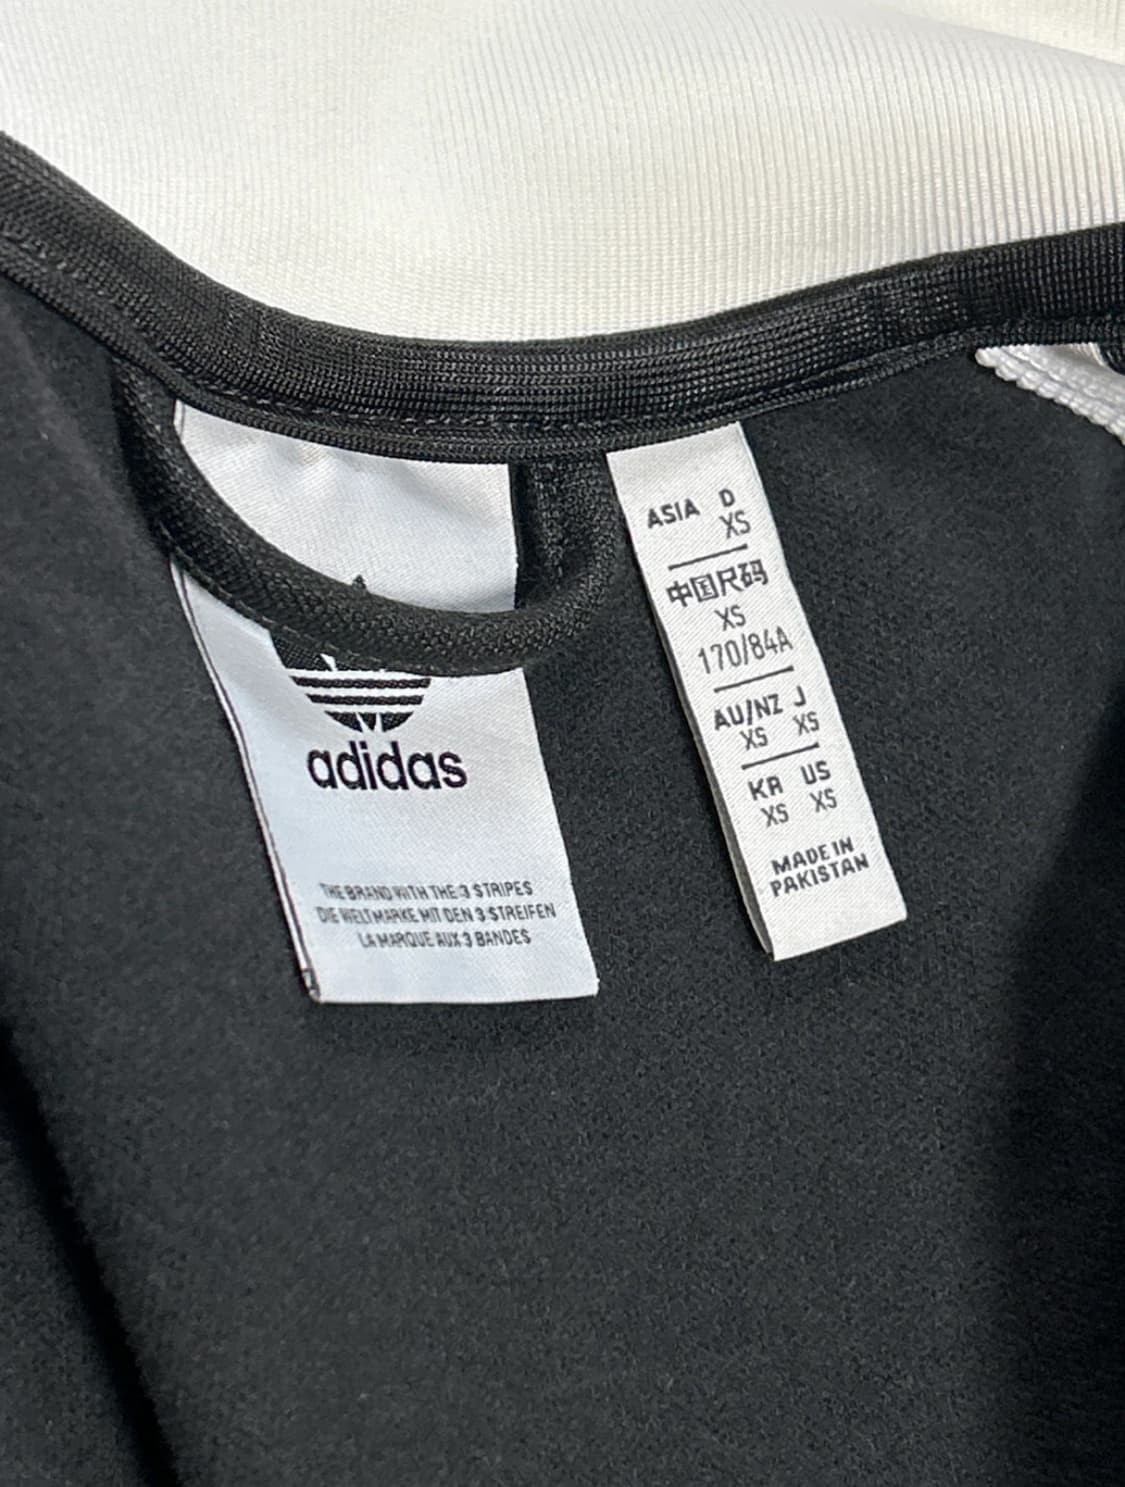 adidas
THE BRAND WITH THE 3 STRIPES
DIE WELTMARKE MIT DEN 3 STREIFEN
LA MARQUE AUX 3 BANDES
ASIA D
XS
中国尺码
XS
170/84A
AU/NZ J
XS XS
KR US
XS XS
MADE IN
PAKISTAN